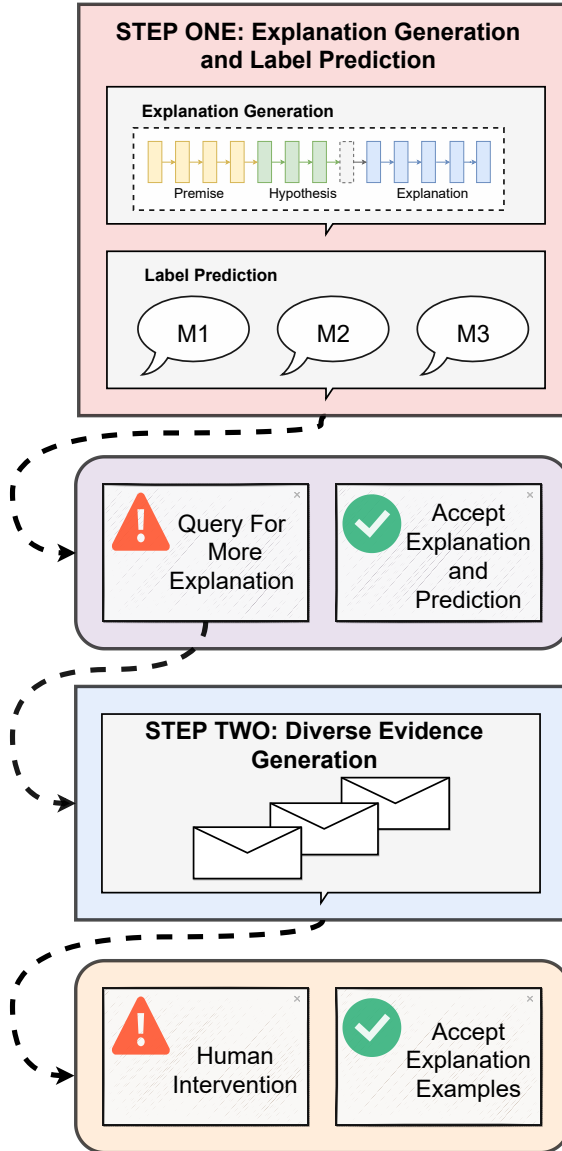 STEP ONE: Explanation Generation
and Label Prediction
Explanation Generation
Premise
Hypothesis
Explanation
Label Prediction
M1
M2
M3
Query For
More
Explanation
Accept
Explanation
and
Prediction
STEP TWO: Diverse Evidence
Generation
Human
Intervention
Accept
Explanation
Examples